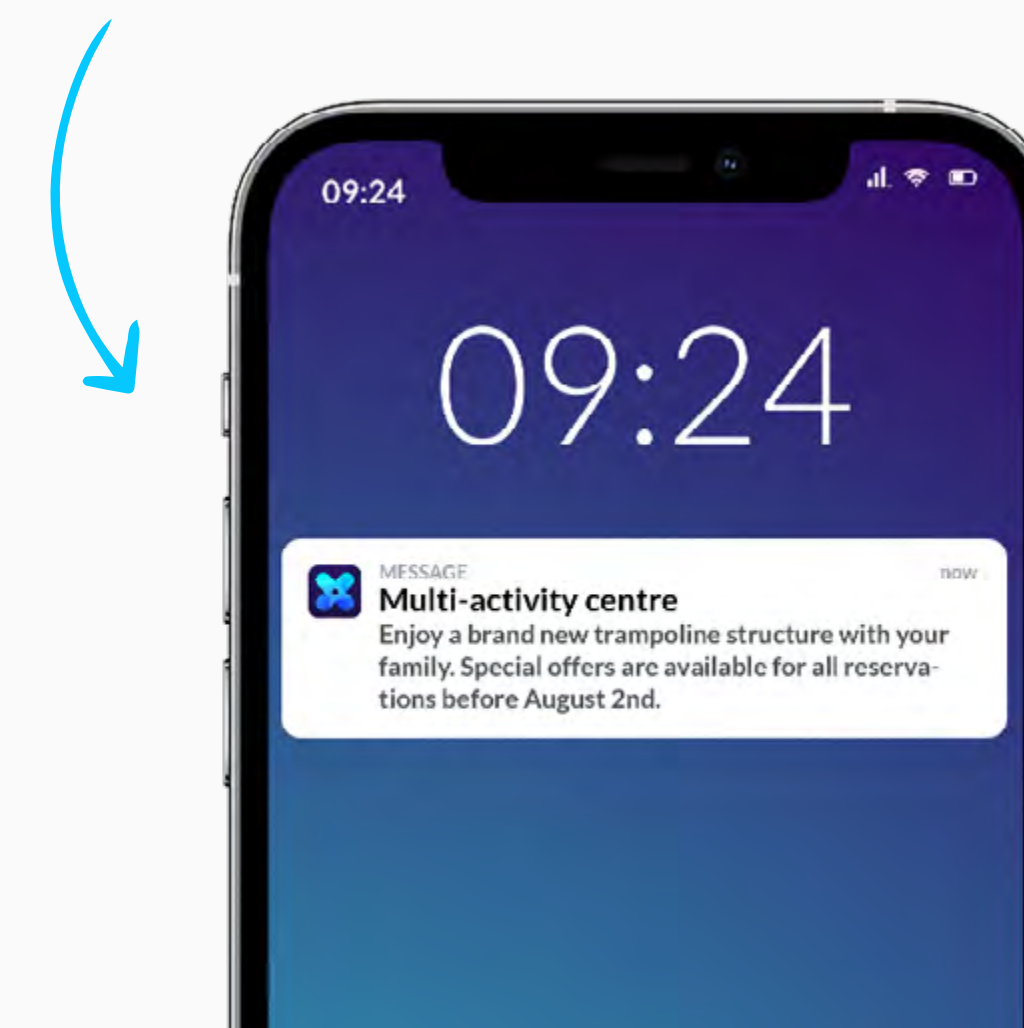 09:24
09:24
MESSAGE
now
Multi-activity centre
Enjoy a brand new trampoline structure with your
family. Special offers are available for all reserva-
tions before August 2nd.